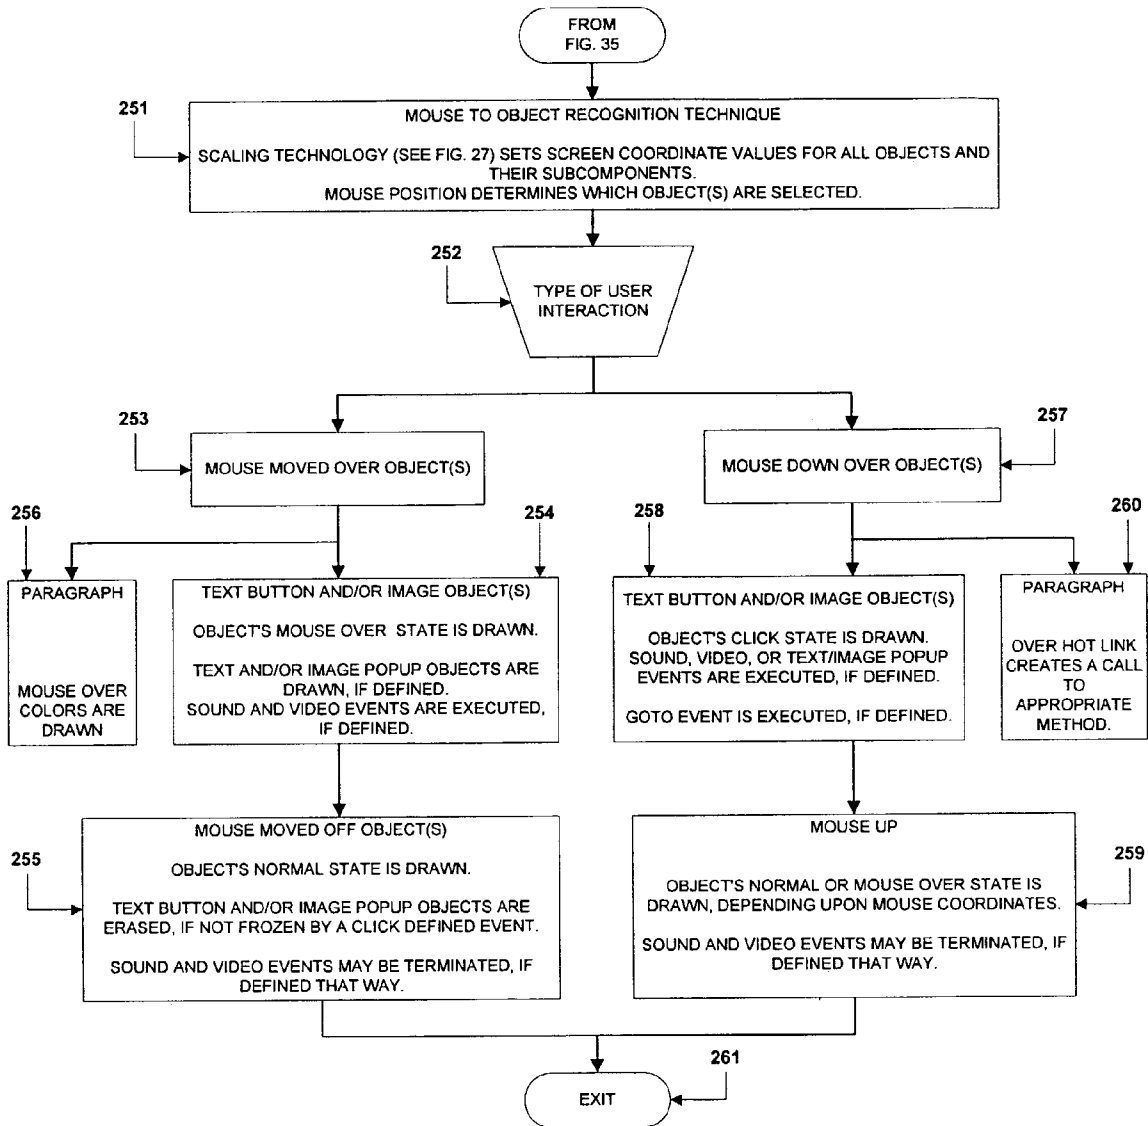 FROM
FIG. 35
251
MOUSE TO OBJECT RECOGNITION TECHNIQUE
SCALING TECHNOLOGY (SEE FIG. 27) SETS SCREEN COORDINATE VALUES FOR ALL OBJECTS AND
THEIR SUBCOMPONENTS.
MOUSE POSITION DETERMINES WHICH OBJECT(S) ARE SELECTED.
252
TYPE OF USER
INTERACTION
253
MOUSE MOVED OVER OBJECT(S)
257
MOUSE DOWN OVER OBJECT(S)
256
PARAGRAPH
MOUSE OVER
COLORS ARE
DRAWN
254
TEXT BUTTON AND/OR IMAGE OBJECT(S)
OBJECT'S MOUSE OVER STATE IS DRAWN.
TEXT AND/OR IMAGE POPUP OBJECTS ARE
DRAWN, IF DEFINED.
SOUND AND VIDEO EVENTS ARE EXECUTED,
IF DEFINED.
258
TEXT BUTTON AND/OR IMAGE OBJECT(S)
OBJECT'S CLICK STATE IS DRAWN.
SOUND, VIDEO, OR TEXT/IMAGE POPUP
EVENTS ARE EXECUTED, IF DEFINED.
GOTO EVENT IS EXECUTED, IF DEFINED.
260
PARAGRAPH
OVER HOT LINK
CREATES A CALL
TO
APPROPRIATE
METHOD.
255
MOUSE MOVED OFF OBJECT(S)
OBJECT'S NORMAL STATE IS DRAWN.
TEXT BUTTON AND/OR IMAGE POPUP OBJECTS ARE
ERASED, IF NOT FROZEN BY A CLICK DEFINED EVENT.
SOUND AND VIDEO EVENTS MAY BE TERMINATED, IF
DEFINED THAT WAY.
MOUSE UP
OBJECT'S NORMAL OR MOUSE OVER STATE IS
DRAWN, DEPENDING UPON MOUSE COORDINATES.
SOUND AND VIDEO EVENTS MAY BE TERMINATED, IF
DEFINED THAT WAY.
259
261
EXIT